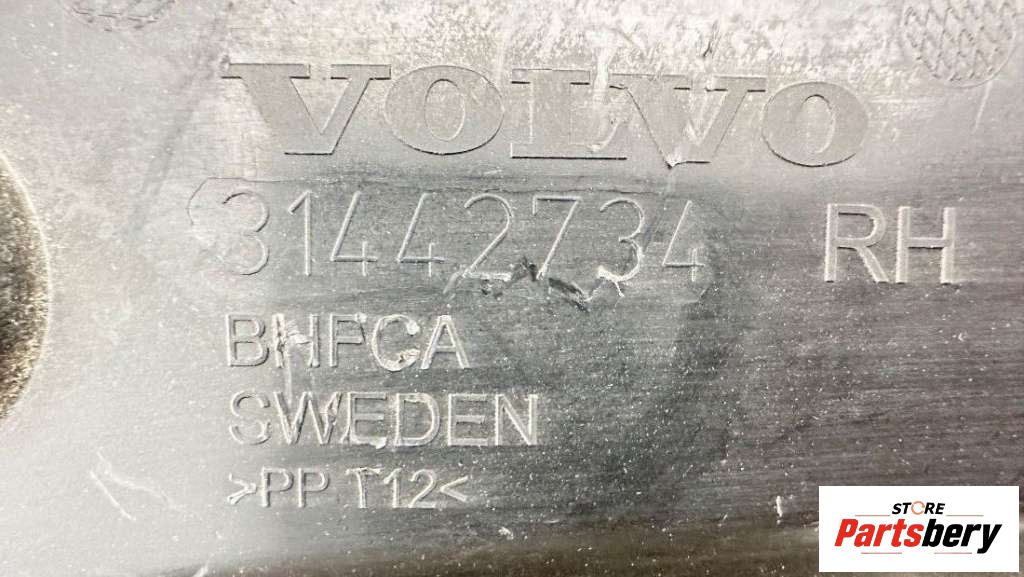 VOLVO
31442734 RH
BHFCA
SWEDEN
>PP T12<
STORE
Partsbery